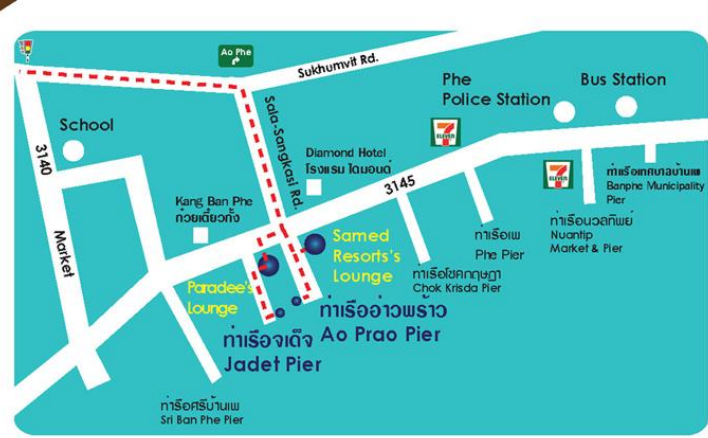 Ao Phe
Sukhumvit Rd.
Phe
Police Station
Bus Station
School
3140
Sala-Sangkasi Rd.
Diamond Hotel
โรงแรม ไดมอนด์
7 ELEVEN
3145
7 ELEVEN
ท่าเรือเทศบาลบ้านเพ
Banphe Municipality
Pier
Kang Ban Phe
ก๋วยเตี๋ยวกั้ง
Market
Samed
Resorts's
Lounge
ท่าเรือเพ
Phe Pier
ท่าเรือนวลทิพย์
Nuantip
Market & Pier
Paradee's
Lounge
ท่าเรือโชคกฤษฎา
Chok Krisda Pier
ท่าเรืออ่าวพร้าว
Ao Prao Pier
ท่าเรือจเด็จ
Jadet Pier
ท่าเรือศรีบ้านเพ
Sri Ban Phe Pier